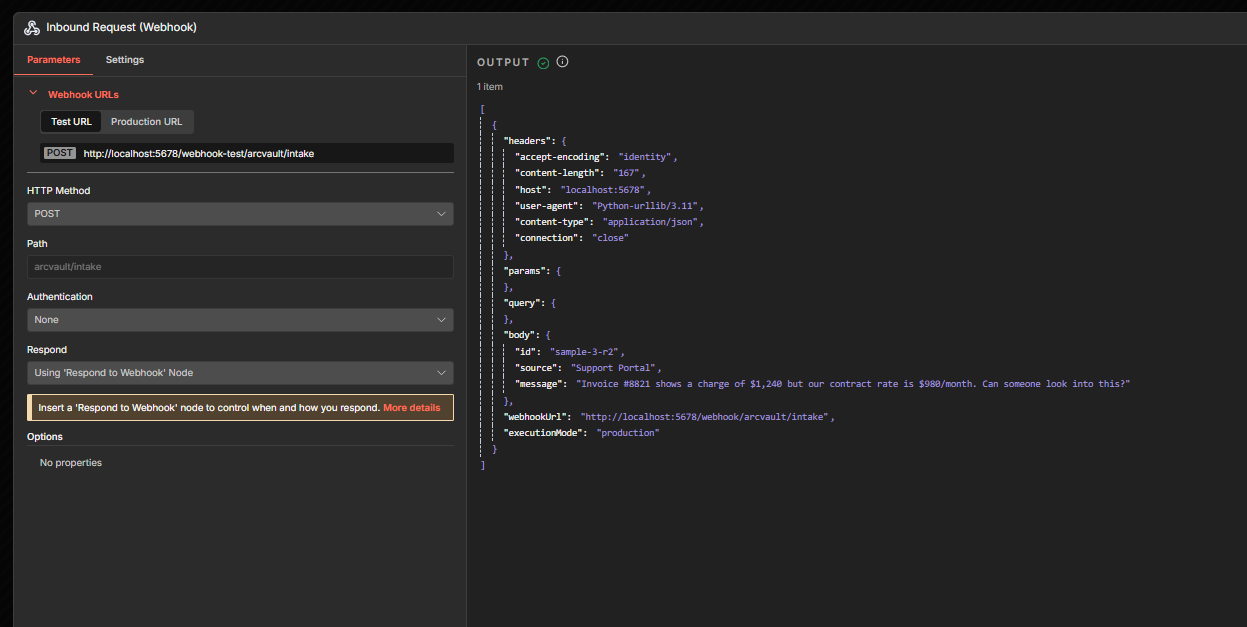 Inbound Request (Webhook)
Parameters
Settings
Webhook URLs
Test URL
Production URL
POST
http://localhost:5678/webhook-test/arcvault/intake
HTTP Method
POST
Path
arcvault/intake
Authentication
None
Respond
Using 'Respond to Webhook' Node
Insert a 'Respond to Webhook' node to control when and how you respond. More details
Options
No properties
OUTPUT
1 item
[
{
"headers": {
"accept-encoding": "identity",
"content-length": "167",
"host": "localhost:5678",
"user-agent": "Python-urllib/3.11",
"content-type": "application/json",
"connection": "close"
},
"params": {
},
"query": {
},
"body": {
"id": "sample-3-r2",
"source": "Support Portal",
"message": "Invoice #8821 shows a charge of $1,240 but our contract rate is $980/month. Can someone look into this?"
},
"webhookUrl": "http://localhost:5678/webhook/arcvault/intake",
"executionMode": "production"
}
]